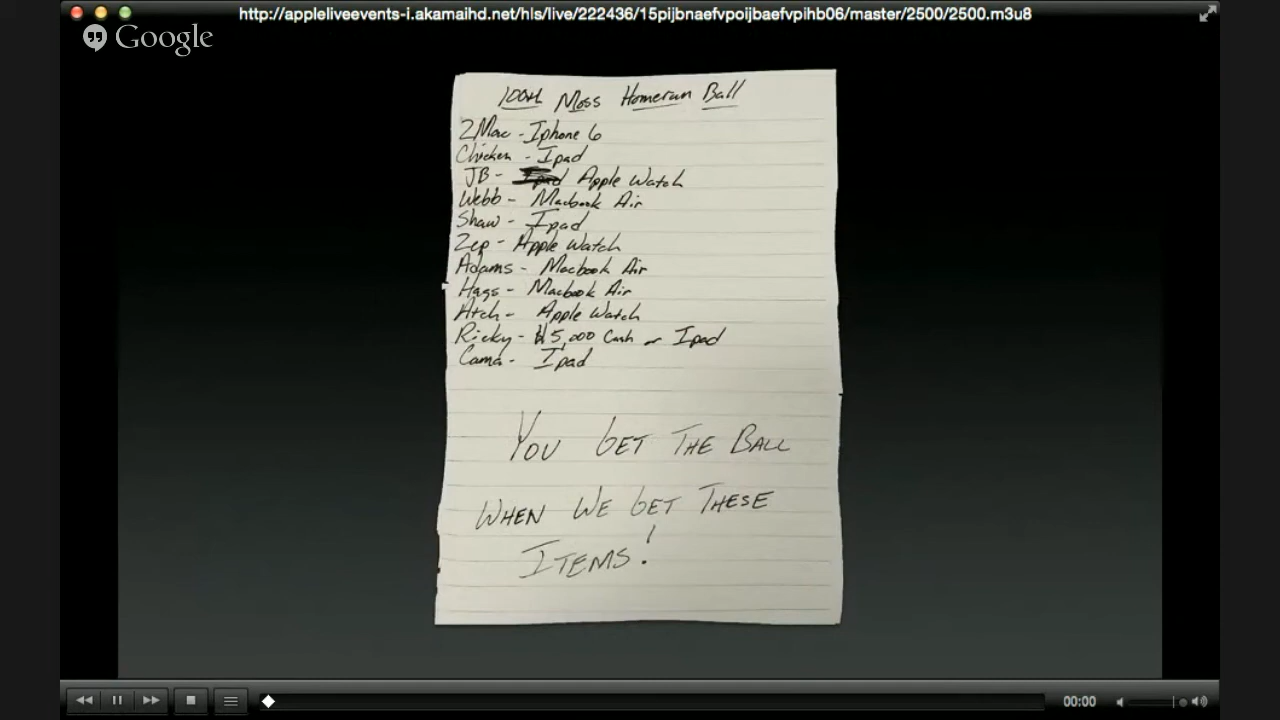 http://appleliveevents-i.akamaihd.net/hls/live/222436/15pijbnaefvpoijbaefvpihb06/master/2500/2500.m3u8
Google
100th Moss Homerun Ball
ZMac - Iphone 6
Chicken - Ipad
JB - Ipad Apple Watch
Webb - Macbook Air
Shaw - Ipad
Zep - Apple Watch
Adams - Macbook Air
Hags - Macbook Air
Atch - Apple Watch
Ricky - $5,000 Cash or Ipad
Cama - Ipad
YOU GET THE BALL
WHEN WE GET THESE
ITEMS!
00:00